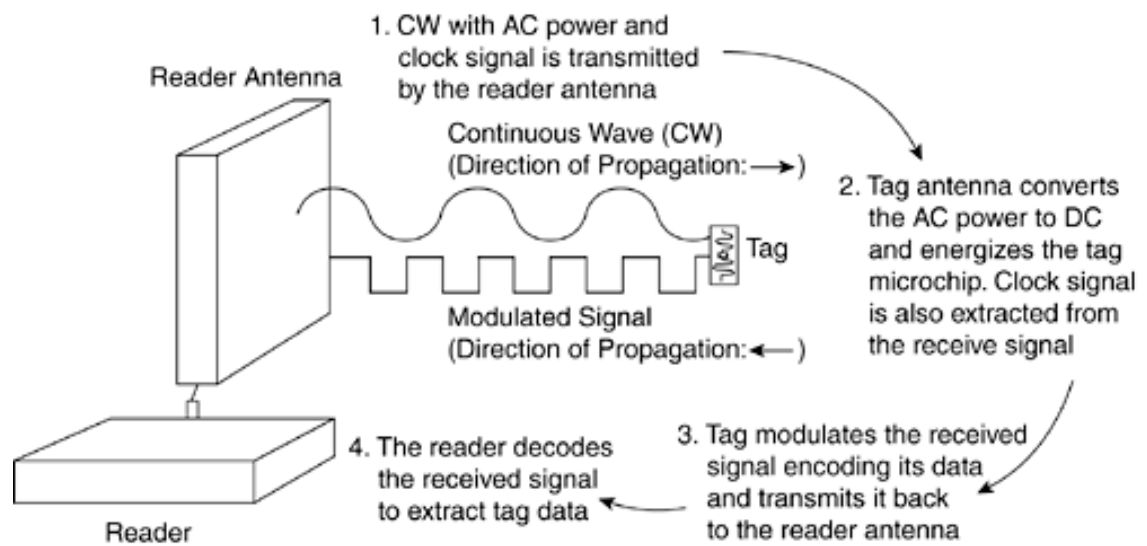 1. CW with AC power and
clock signal is transmitted
by the reader antenna
Reader Antenna
Continuous Wave (CW)
(Direction of Propagation: → )
2. Tag antenna converts
the AC power to DC
and energizes the tag
microchip. Clock signal
is also extracted from
the receive signal
Tag
Modulated Signal
(Direction of Propagation: ← )
3. Tag modulates the received
signal encoding its data
and transmits it back
to the reader antenna
4. The reader decodes
the received signal
to extract tag data
Reader